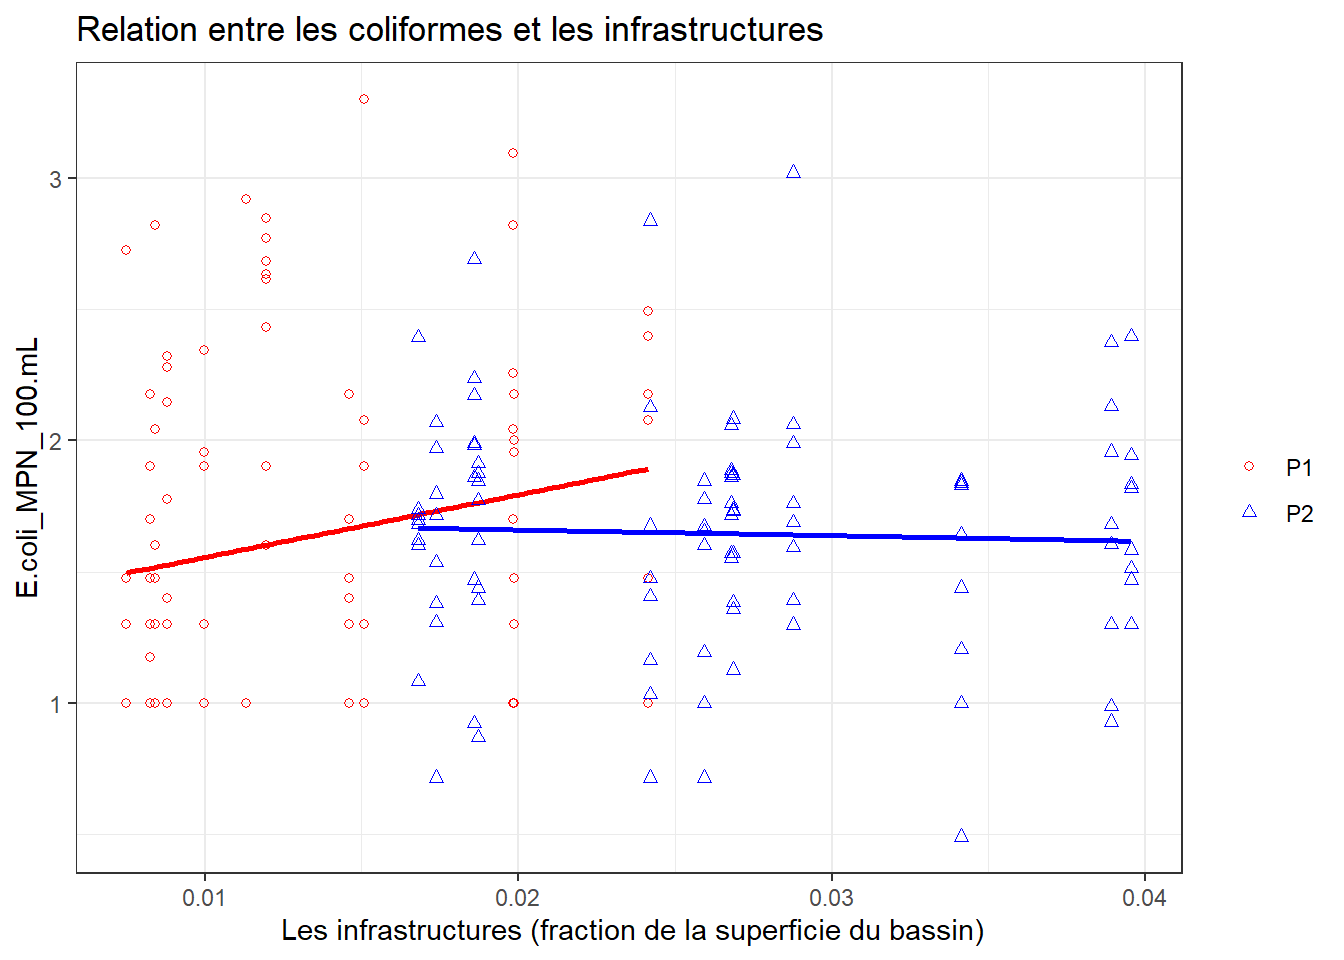 Relation entre les coliformes et les infrastructures
E.coli_MPN_100.mL
3
2
1
0.01
0.02
0.03
0.04
Les infrastructures (fraction de la superficie du bassin)
P1
P2